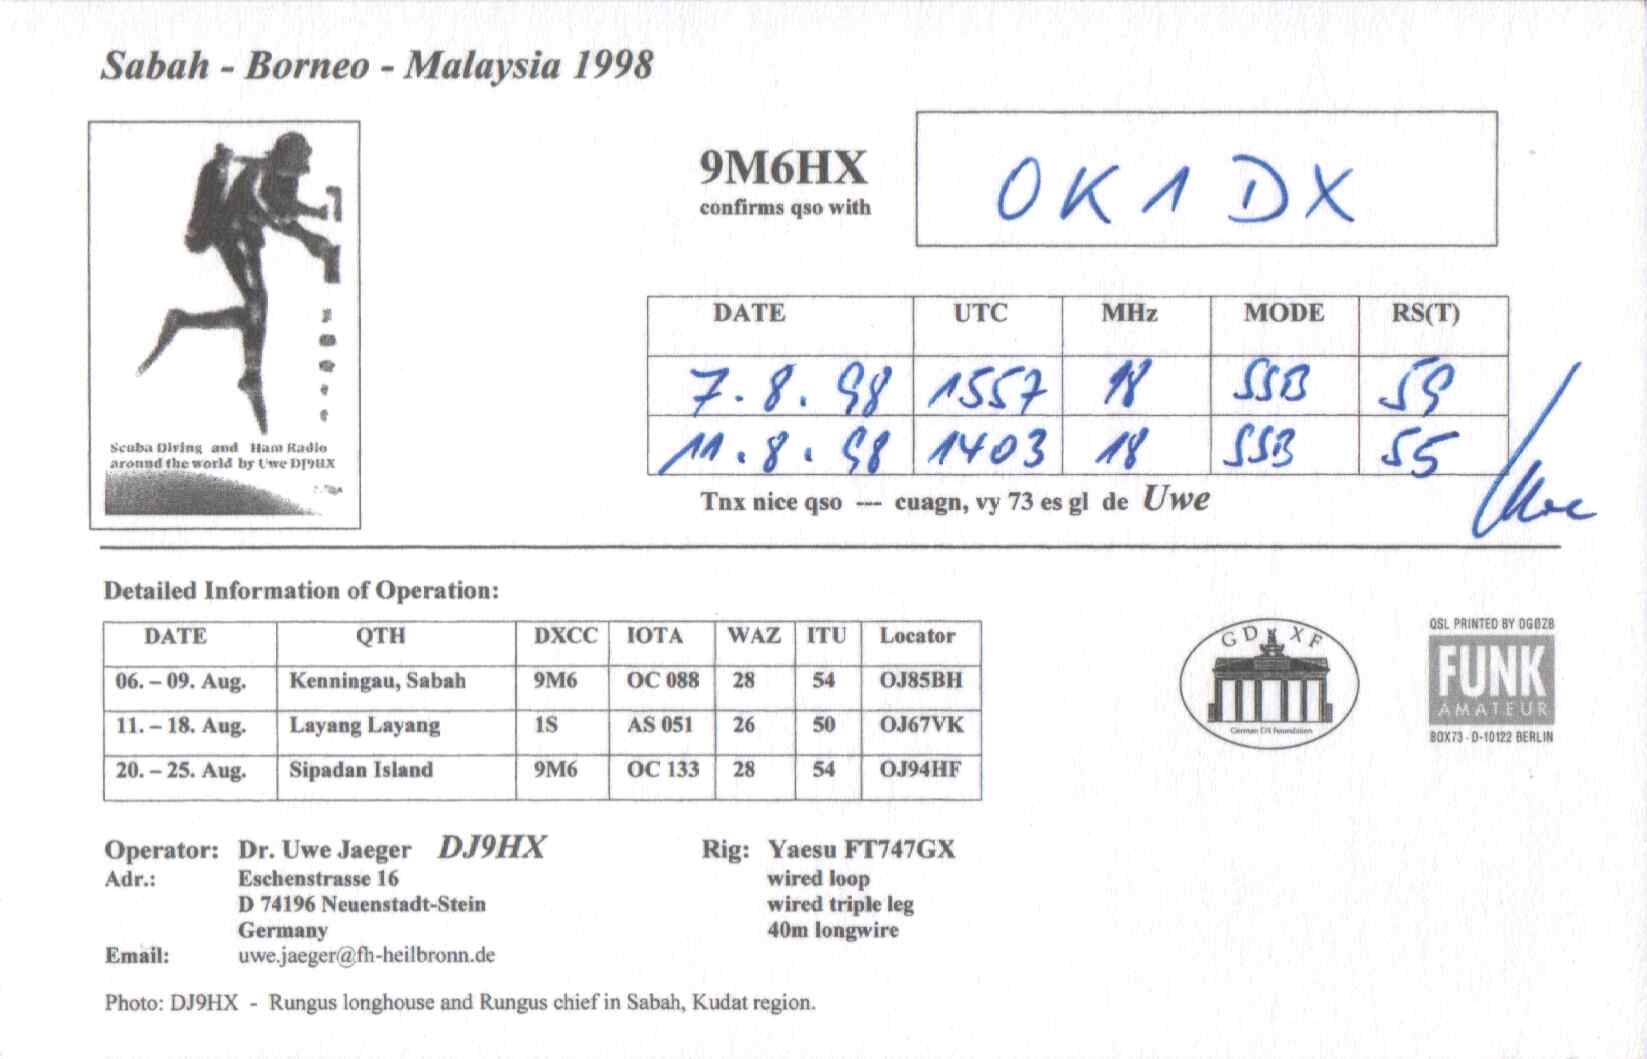 Sabah - Borneo - Malaysia 1998
9M6HX
confirms qso with
OK1DX
DATE UTC MHz MODE RS(T)
7.8.98 1557 18 SSB 59
11.8.98 1403 18 SSB 55
Tnx nice qso --- cuagn, vy 73 es gl de Uwe
Uwe
Scuba Diving and Ham Radio
around the world by Uwe DJ9HX
Detailed Information of Operation:
DATE QTH DXCC IOTA WAZ ITU Locator
06. – 09. Aug. Kenningau, Sabah 9M6 OC 088 28 54 OJ85BH
11. – 18. Aug. Layang Layang 1S AS 051 26 50 OJ67VK
20. – 25. Aug. Sipadan Island 9M6 OC 133 28 54 OJ94HF
GDXF
German DX Foundation
QSL PRINTED BY DG0ZB
FUNK
AMATEUR
BOX73 · D-10122 BERLIN
Operator: Dr. Uwe Jaeger DJ9HX
Adr.: Eschenstrasse 16
D 74196 Neuenstadt-Stein
Germany
Email: uwe.jaeger@fh-heilbronn.de
Rig: Yaesu FT747GX
wired loop
wired triple leg
40m longwire
Photo: DJ9HX - Rungus longhouse and Rungus chief in Sabah, Kudat region.